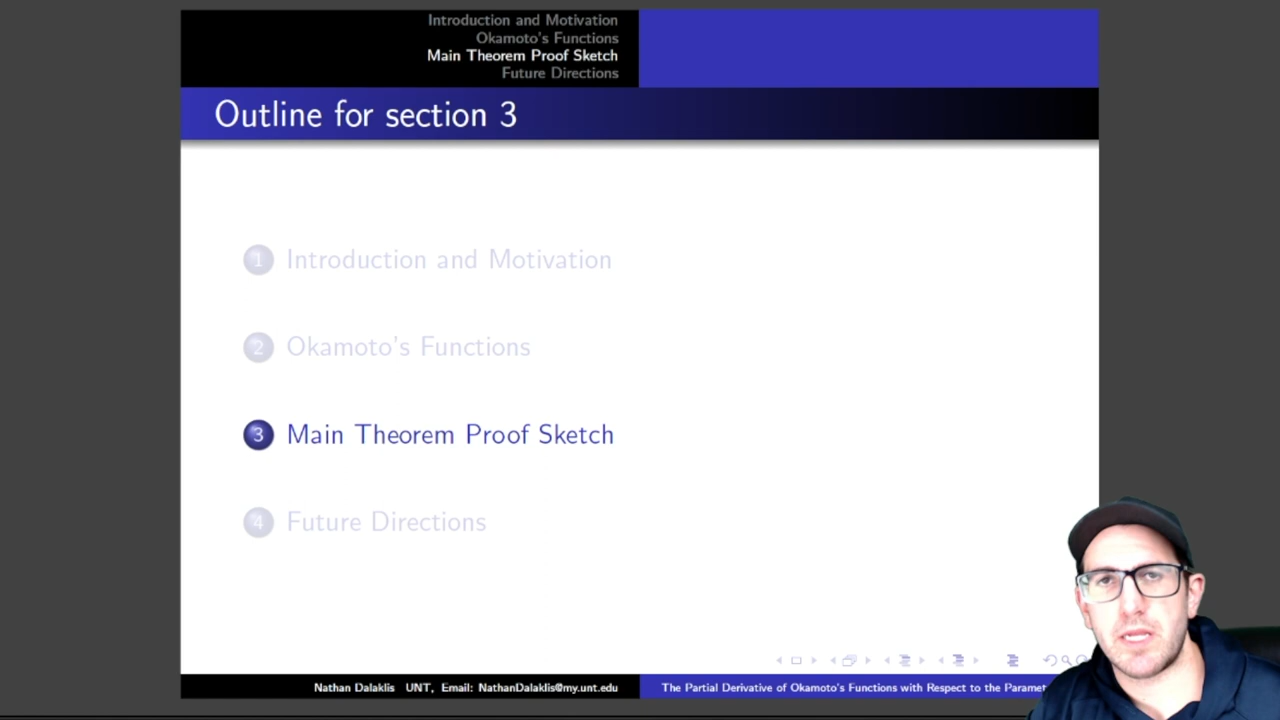 Introduction and Motivation
Okamoto's Functions
Main Theorem Proof Sketch
Future Directions
Outline for section 3
1 Introduction and Motivation
2 Okamoto's Functions
3 Main Theorem Proof Sketch
4 Future Directions
Nathan Dalaklis UNT, Email: NathanDalaklis@my.unt.edu
The Partial Derivative of Okamoto's Functions with Respect to the